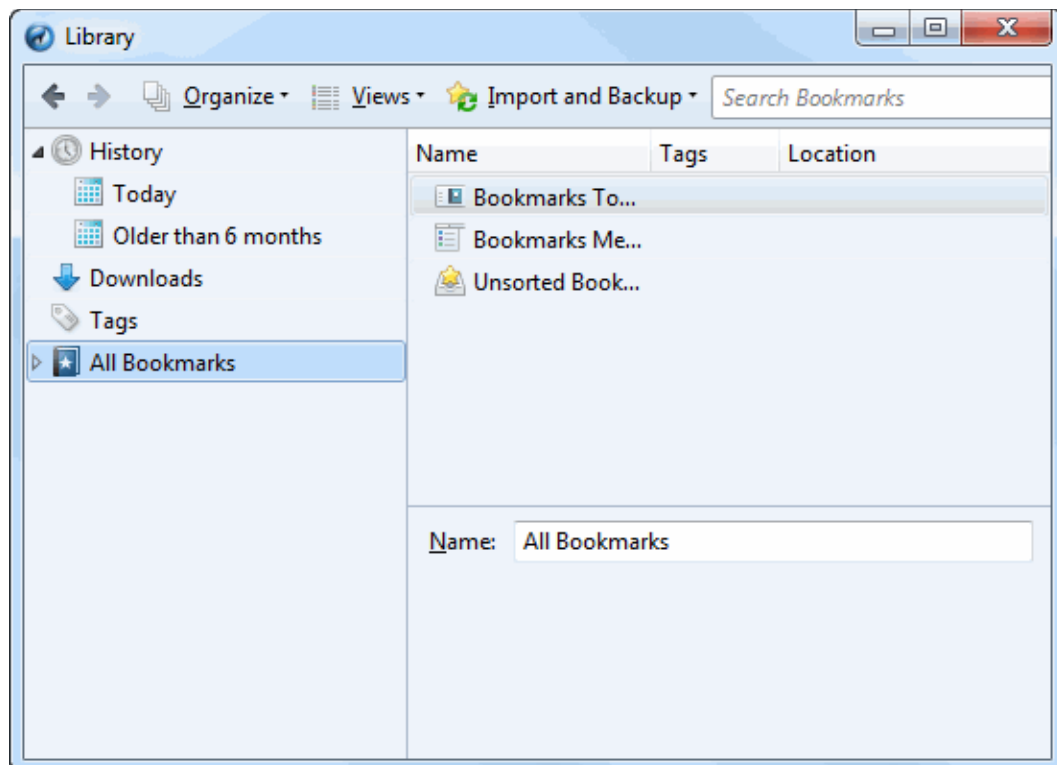 Library
Organize Views Import and Backup Search Bookmarks
History
Today
Older than 6 months
Downloads
Tags
All Bookmarks
Name Tags Location
Bookmarks To...
Bookmarks Me...
Unsorted Book...
Name: All Bookmarks